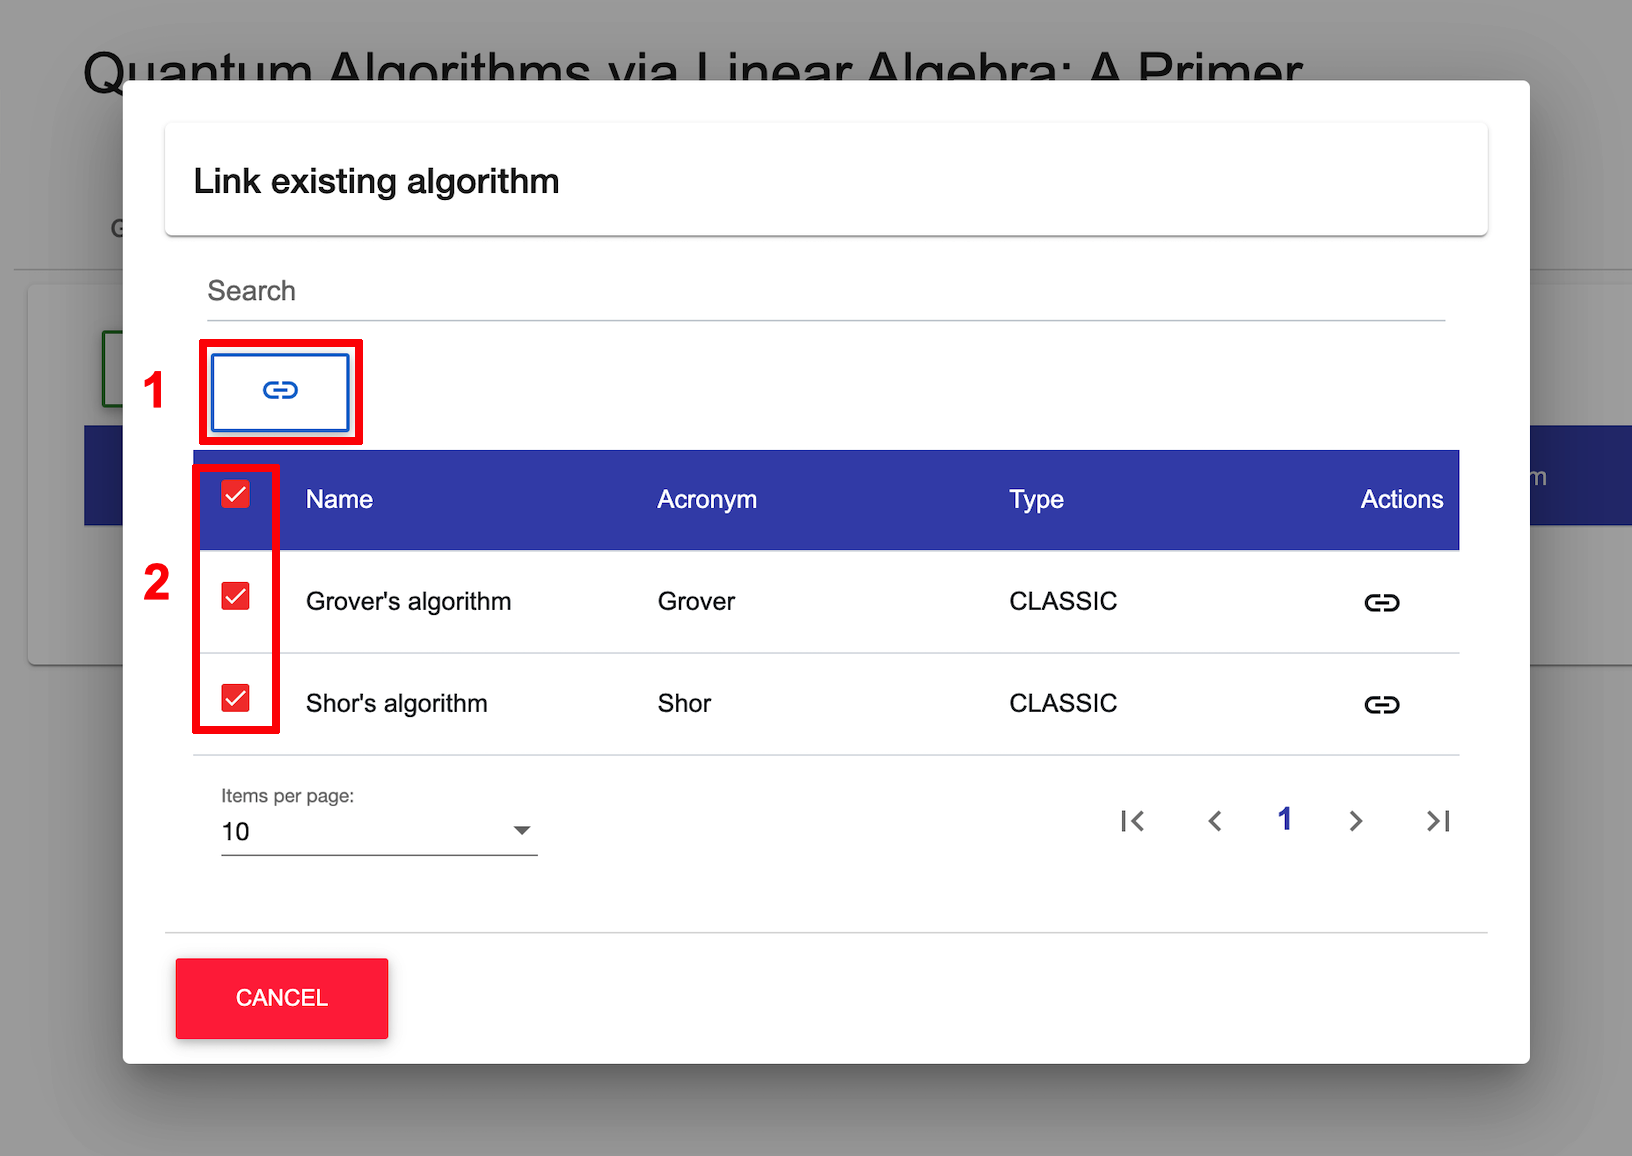 Quantum Algorithms via Linear Algebra: A Primer
Link existing algorithm
Search
1
Name Acronym Type Actions
2
Grover's algorithm Grover CLASSIC
Shor's algorithm Shor CLASSIC
Items per page:
10
1
CANCEL